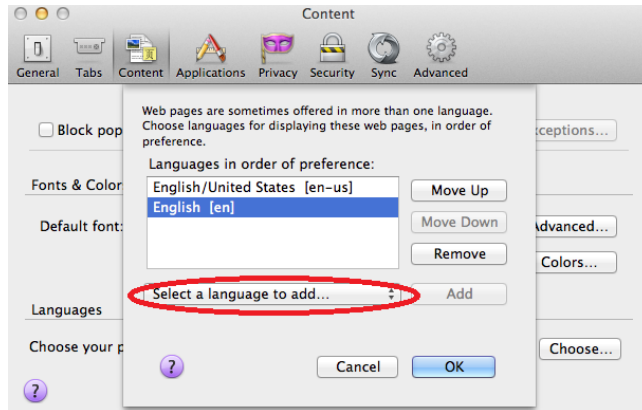 Content
General Tabs Content Applications Privacy Security Sync Advanced
Web pages are sometimes offered in more than one language.
Choose languages for displaying these web pages, in order of
preference.
Block pop
xceptions...
Languages in order of preference:
Fonts & Color
English/United States [en-us]
Move Up
English [en]
Default font:
Move Down
Advanced...
Remove
Colors...
Select a language to add...
Add
Languages
Choose your p
Choose...
?
Cancel
OK
?